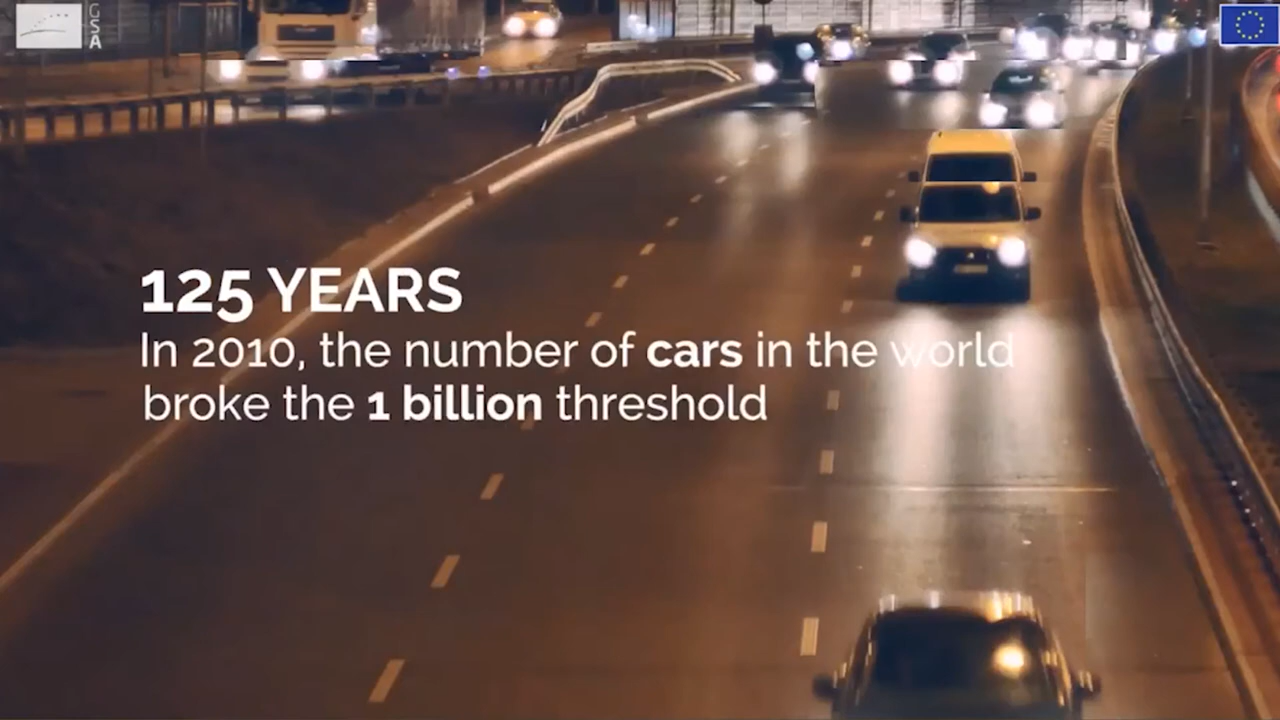 GSA
125 YEARS
In 2010, the number of cars in the world
broke the 1 billion threshold